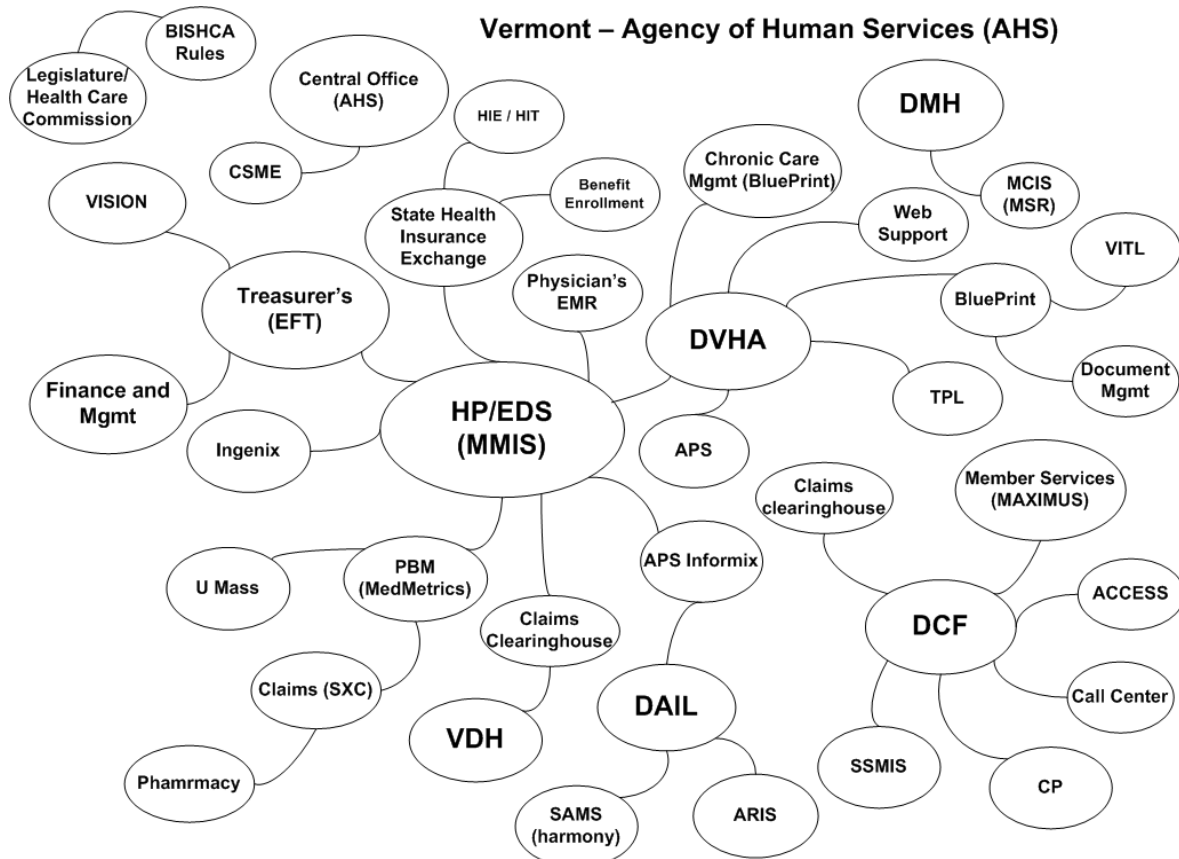 Vermont – Agency of Human Services (AHS)
BISHCA
Rules
Legislature/
Health Care
Commission
Central Office
(AHS)
CSME
HIE / HIT
Benefit
Enrollment
State Health
Insurance
Exchange
VISION
Treasurer's
(EFT)
Finance and
Mgmt
Ingenix
Physician's
EMR
HP/EDS
(MMIS)
Chronic Care
Mgmt (BluePrint)
DMH
MCIS
(MSR)
Web
Support
VITL
BluePrint
DVHA
Document
Mgmt
TPL
APS
Claims
clearinghouse
Member Services
(MAXIMUS)
ACCESS
DCF
Call Center
SSMIS
CP
U Mass
PBM
(MedMetrics)
APS Informix
Claims
Clearinghouse
Claims (SXC)
VDH
DAIL
Phamrmacy
SAMS
(harmony)
ARIS